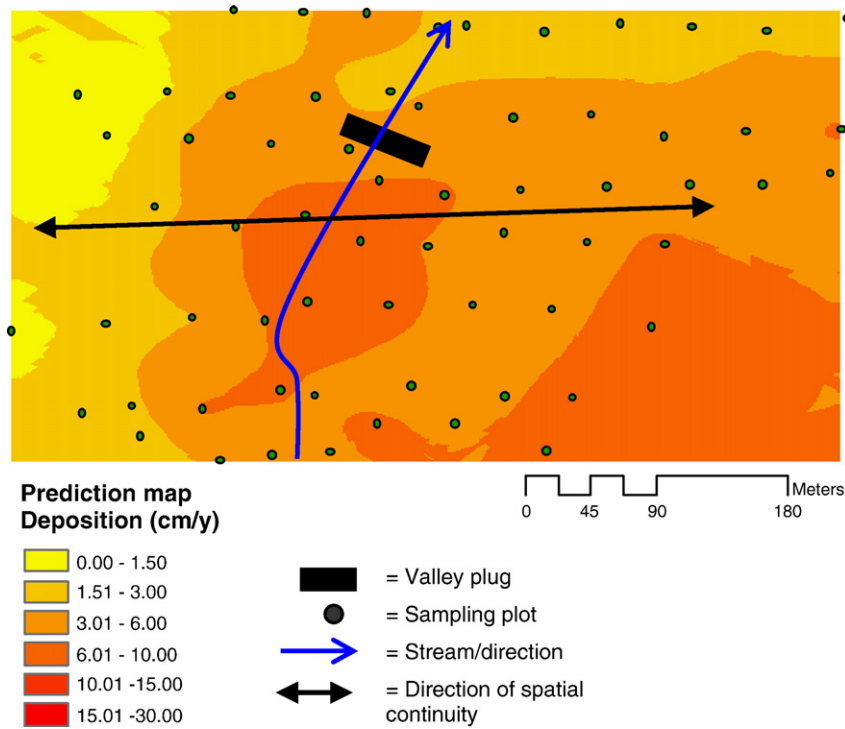 Prediction map
Deposition (cm/y)
0.00 - 1.50
1.51 - 3.00
3.01 - 6.00
6.01 - 10.00
10.01 -15.00
15.01 -30.00
= Valley plug
= Sampling plot
= Stream/direction
= Direction of spatial
continuity
Meters
0 45 90 180